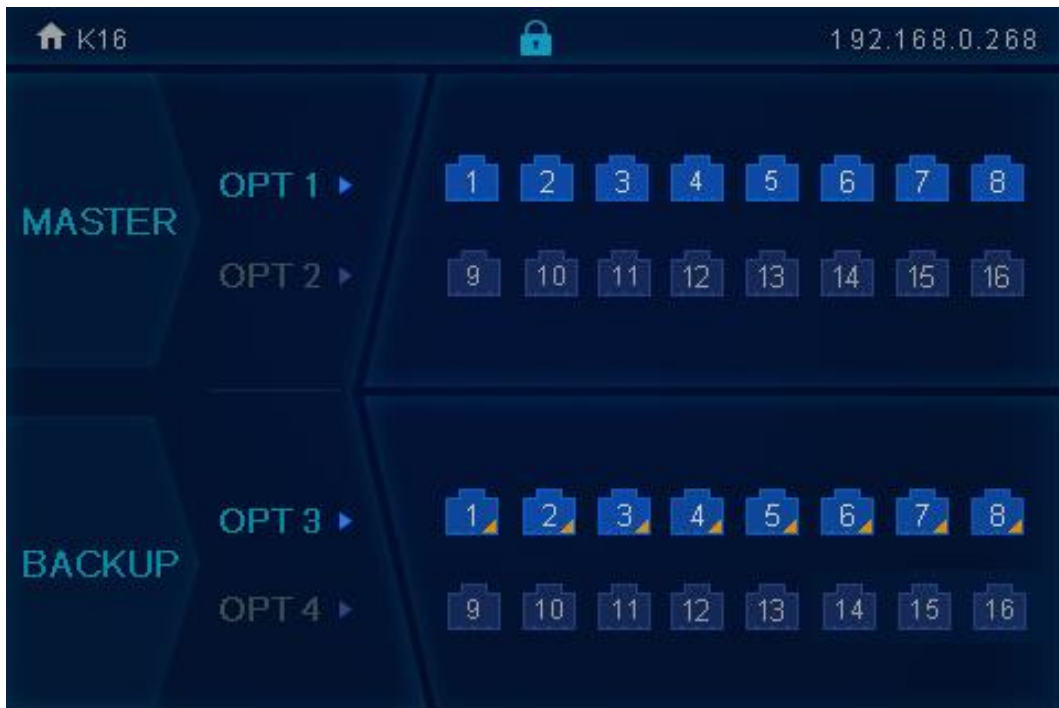 K16 192.168.0.268
MASTER
OPT 1 1 2 3 4 5 6 7 8
OPT 2 9 10 11 12 13 14 15 16
BACKUP
OPT 3 1 2 3 4 5 6 7 8
OPT 4 9 10 11 12 13 14 15 16